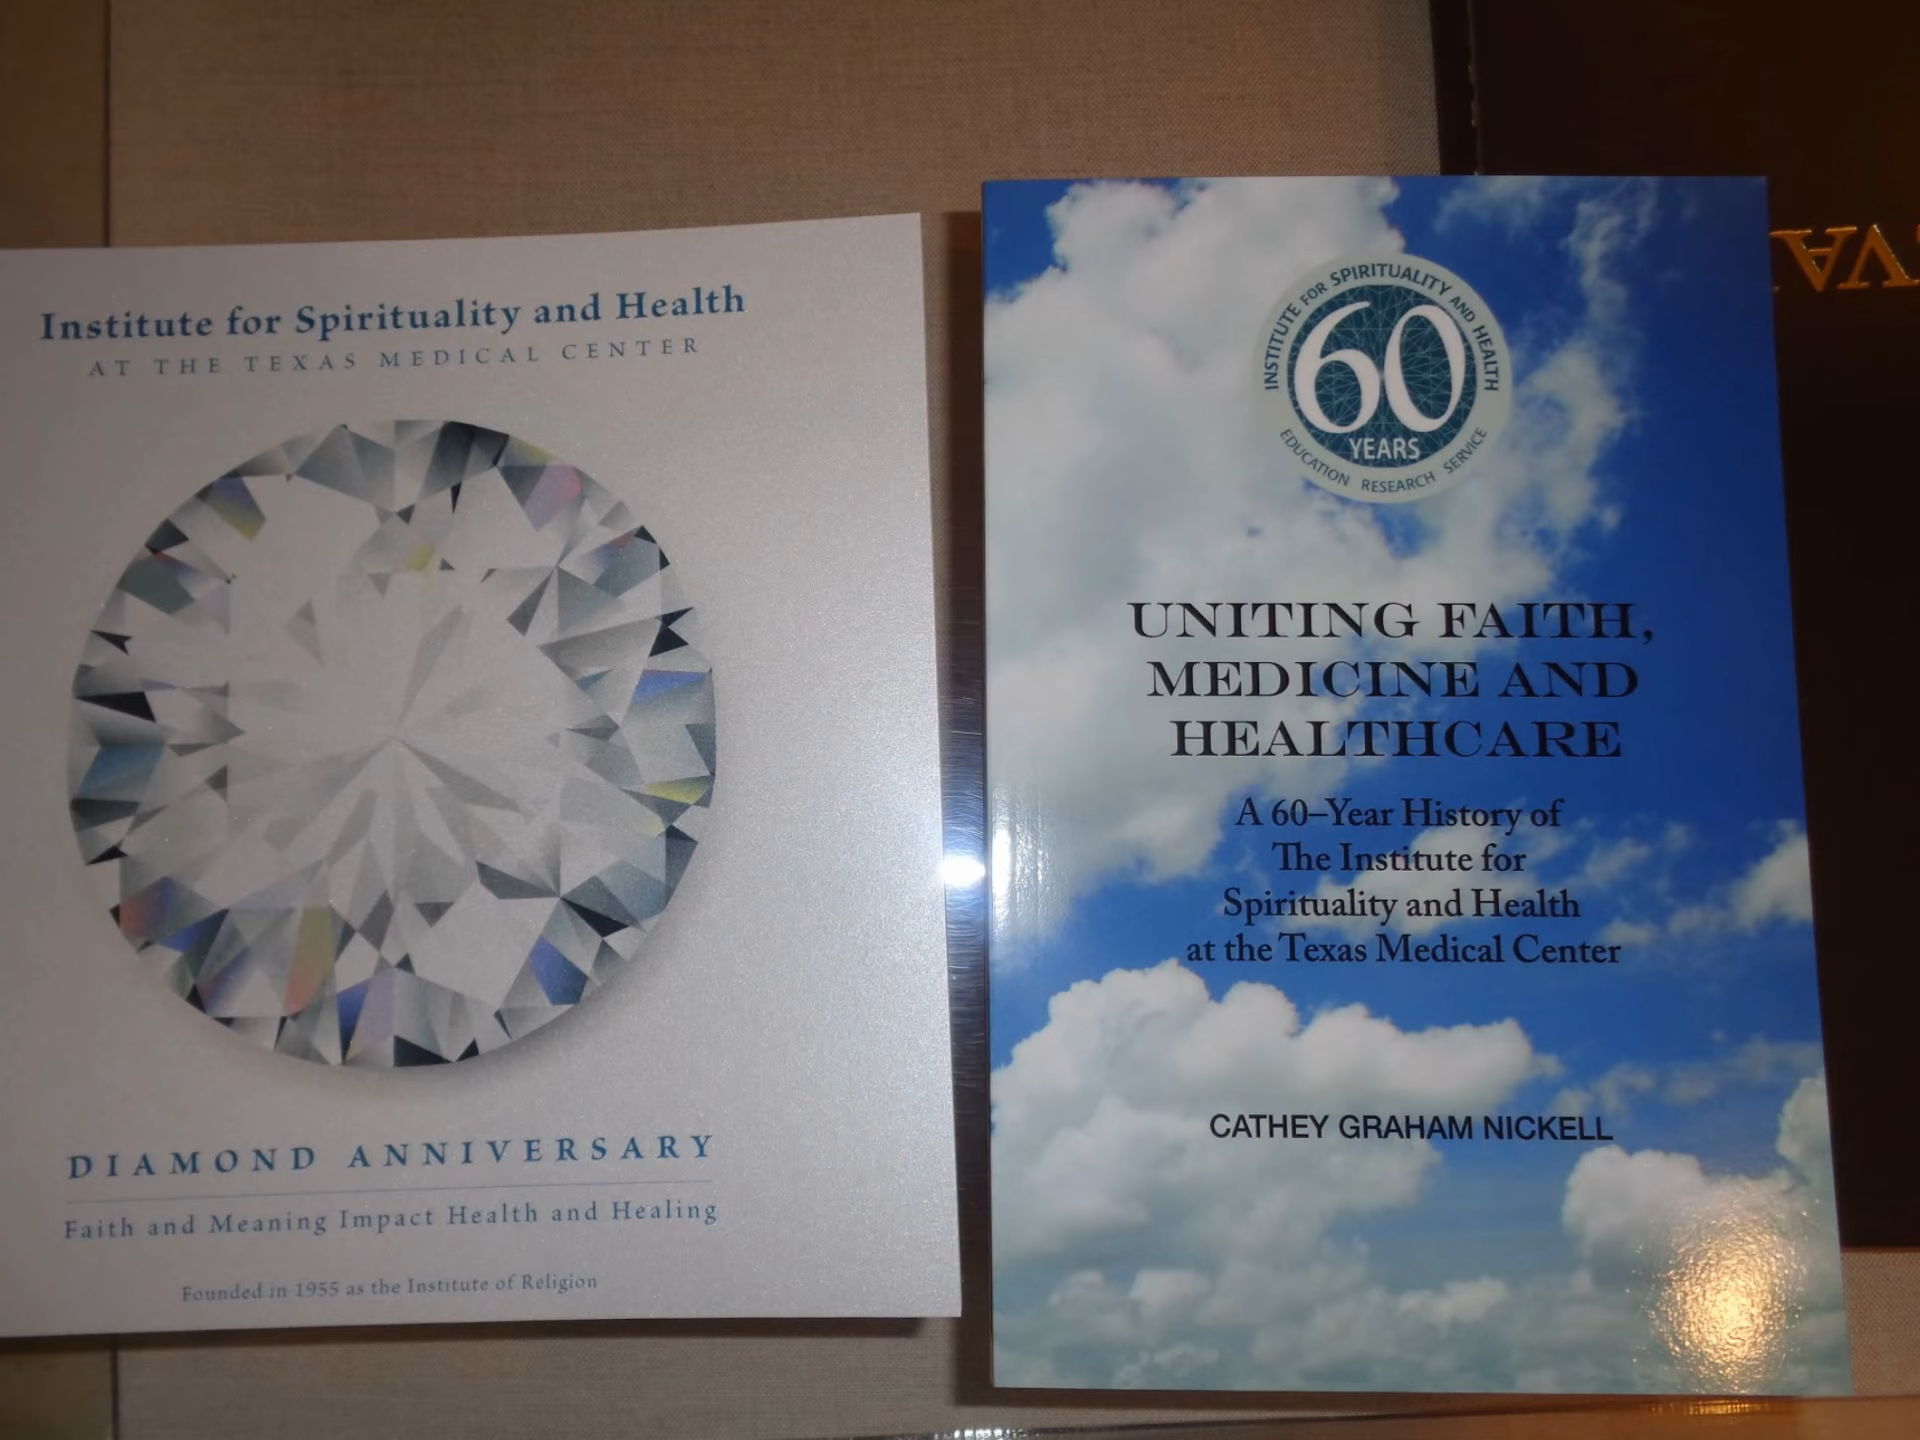 Institute for Spirituality and Health
AT THE TEXAS MEDICAL CENTER
DIAMOND ANNIVERSARY
Faith and Meaning Impact Health and Healing
Founded in 1955 as the Institute of Religion
INSTITUTE FOR SPIRITUALITY AND HEALTH
60
YEARS
EDUCATION RESEARCH SERVICE
UNITING FAITH,
MEDICINE AND
HEALTHCARE
A 60–Year History of
The Institute for
Spirituality and Health
at the Texas Medical Center
CATHEY GRAHAM NICKELL